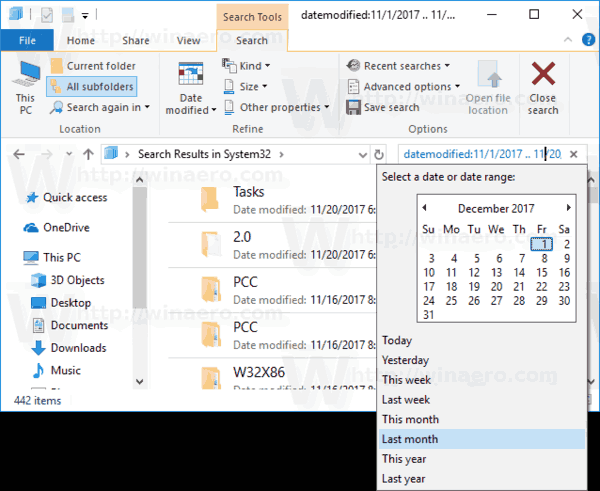 Search Tools
datemodified:11/1/2017 .. 11/...
File
Home
Share
View
Search
This PC
Current folder
All subfolders
Search again in
Location
Date modified
Kind
Size
Other properties
Refine
Recent searches
Advanced options
Save search
Open file location
Options
Close search
Search Results in System32
datemodified:11/1/2017 .. 11/20
Select a date or date range:
December 2017
Su Mo Tu We Th Fr Sa
1 2
3 4 5 6 7 8 9
10 11 12 13 14 15 16
17 18 19 20 21 22 23
24 25 26 27 28 29 30
31
Today
Yesterday
This week
Last week
This month
Last month
This year
Last year
Quick access
OneDrive
This PC
3D Objects
Desktop
Documents
Downloads
Music
Tasks
Date modified: 11/20/2017 6:
2.0
Date modified: 11/20/2017 6:
PCC
Date modified: 11/16/2017 8:
PCC
Date modified: 11/16/2017 8:
W32X86
442 items
http://winaero.com